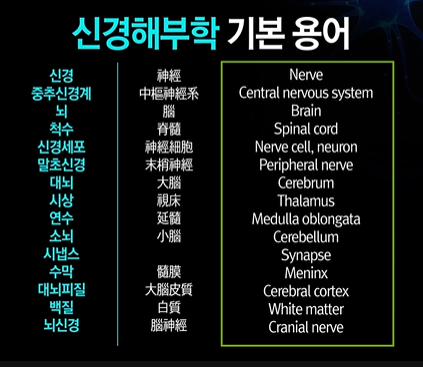 신경해부학 기본 용어
신경 神經 Nerve
중추신경계 中樞神經系 Central nervous system
뇌 腦 Brain
척수 脊髓 Spinal cord
신경세포 神經細胞 Nerve cell, neuron
말초신경 末梢神經 Peripheral nerve
대뇌 大腦 Cerebrum
시상 視床 Thalamus
연수 延髓 Medulla oblongata
소뇌 小腦 Cerebellum
시냅스 Synapse
수막 髓膜 Meninx
대뇌피질 大腦皮質 Cerebral cortex
백질 白質 White matter
뇌신경 腦神經 Cranial nerve